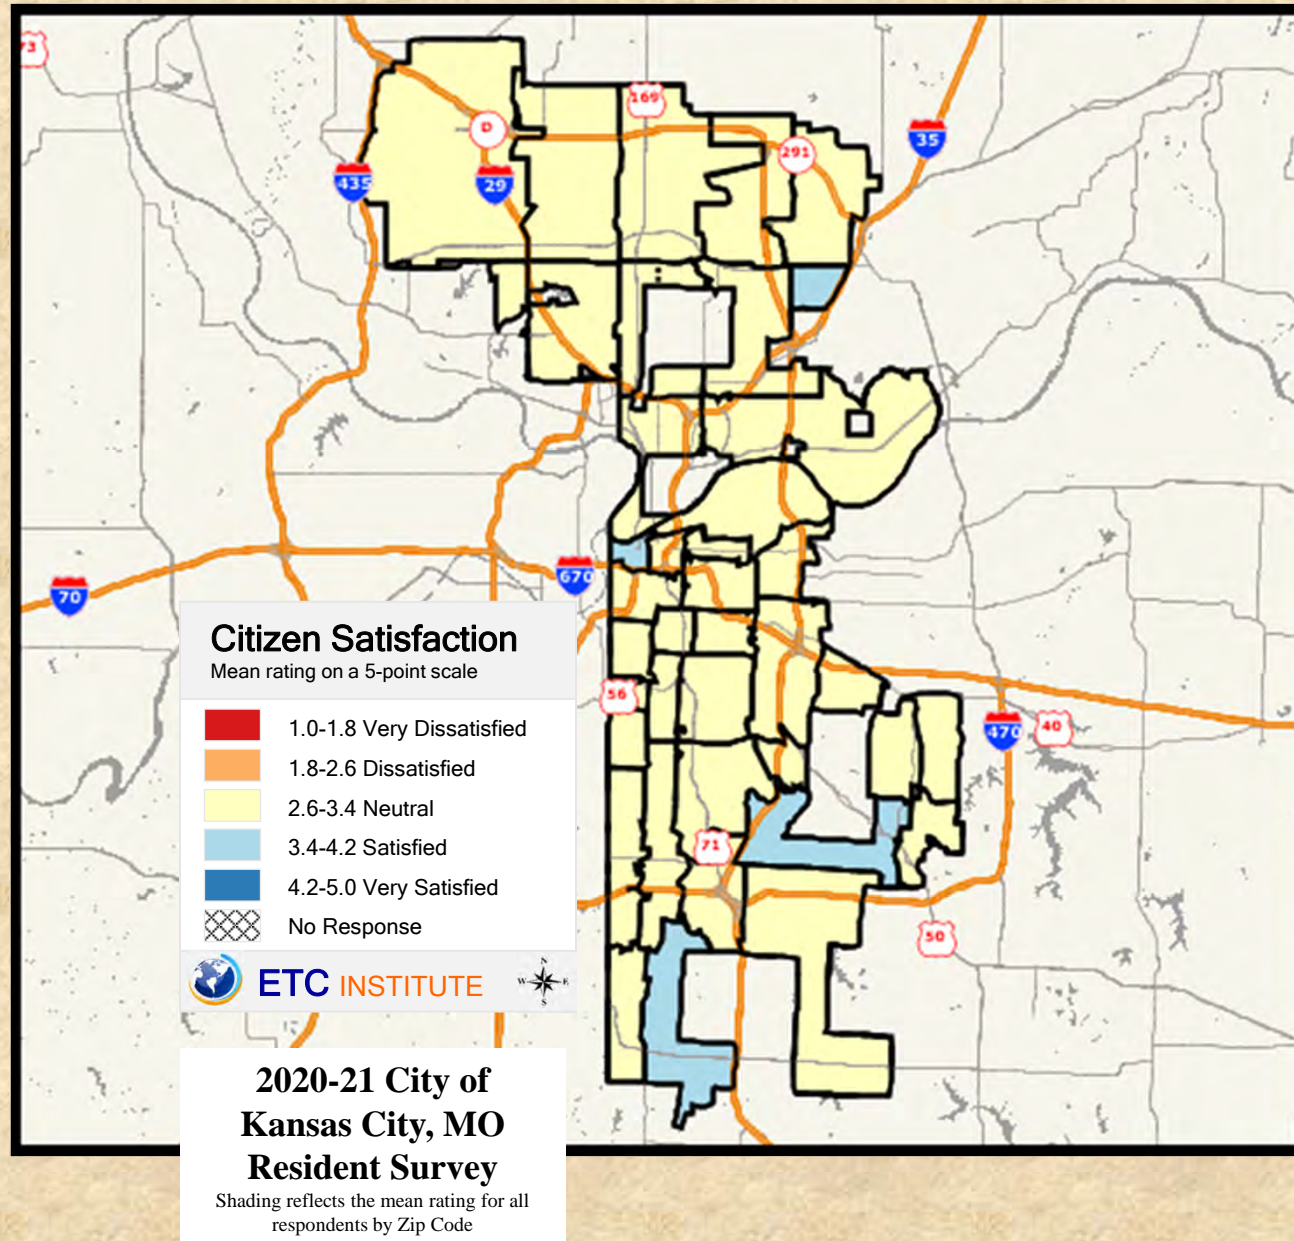 73
169
D
291
35
435
29
70
670
56
40
470
71
50
Citizen Satisfaction
Mean rating on a 5-point scale
1.0-1.8 Very Dissatisfied
1.8-2.6 Dissatisfied
2.6-3.4 Neutral
3.4-4.2 Satisfied
4.2-5.0 Very Satisfied
No Response
ETC INSTITUTE
N
W E
S
2020-21 City of
Kansas City, MO
Resident Survey
Shading reflects the mean rating for all
respondents by Zip Code